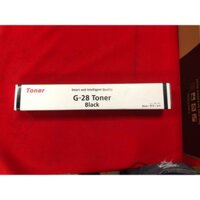 Toner
Smart and Intelligent Quality
G-28 Toner
Black